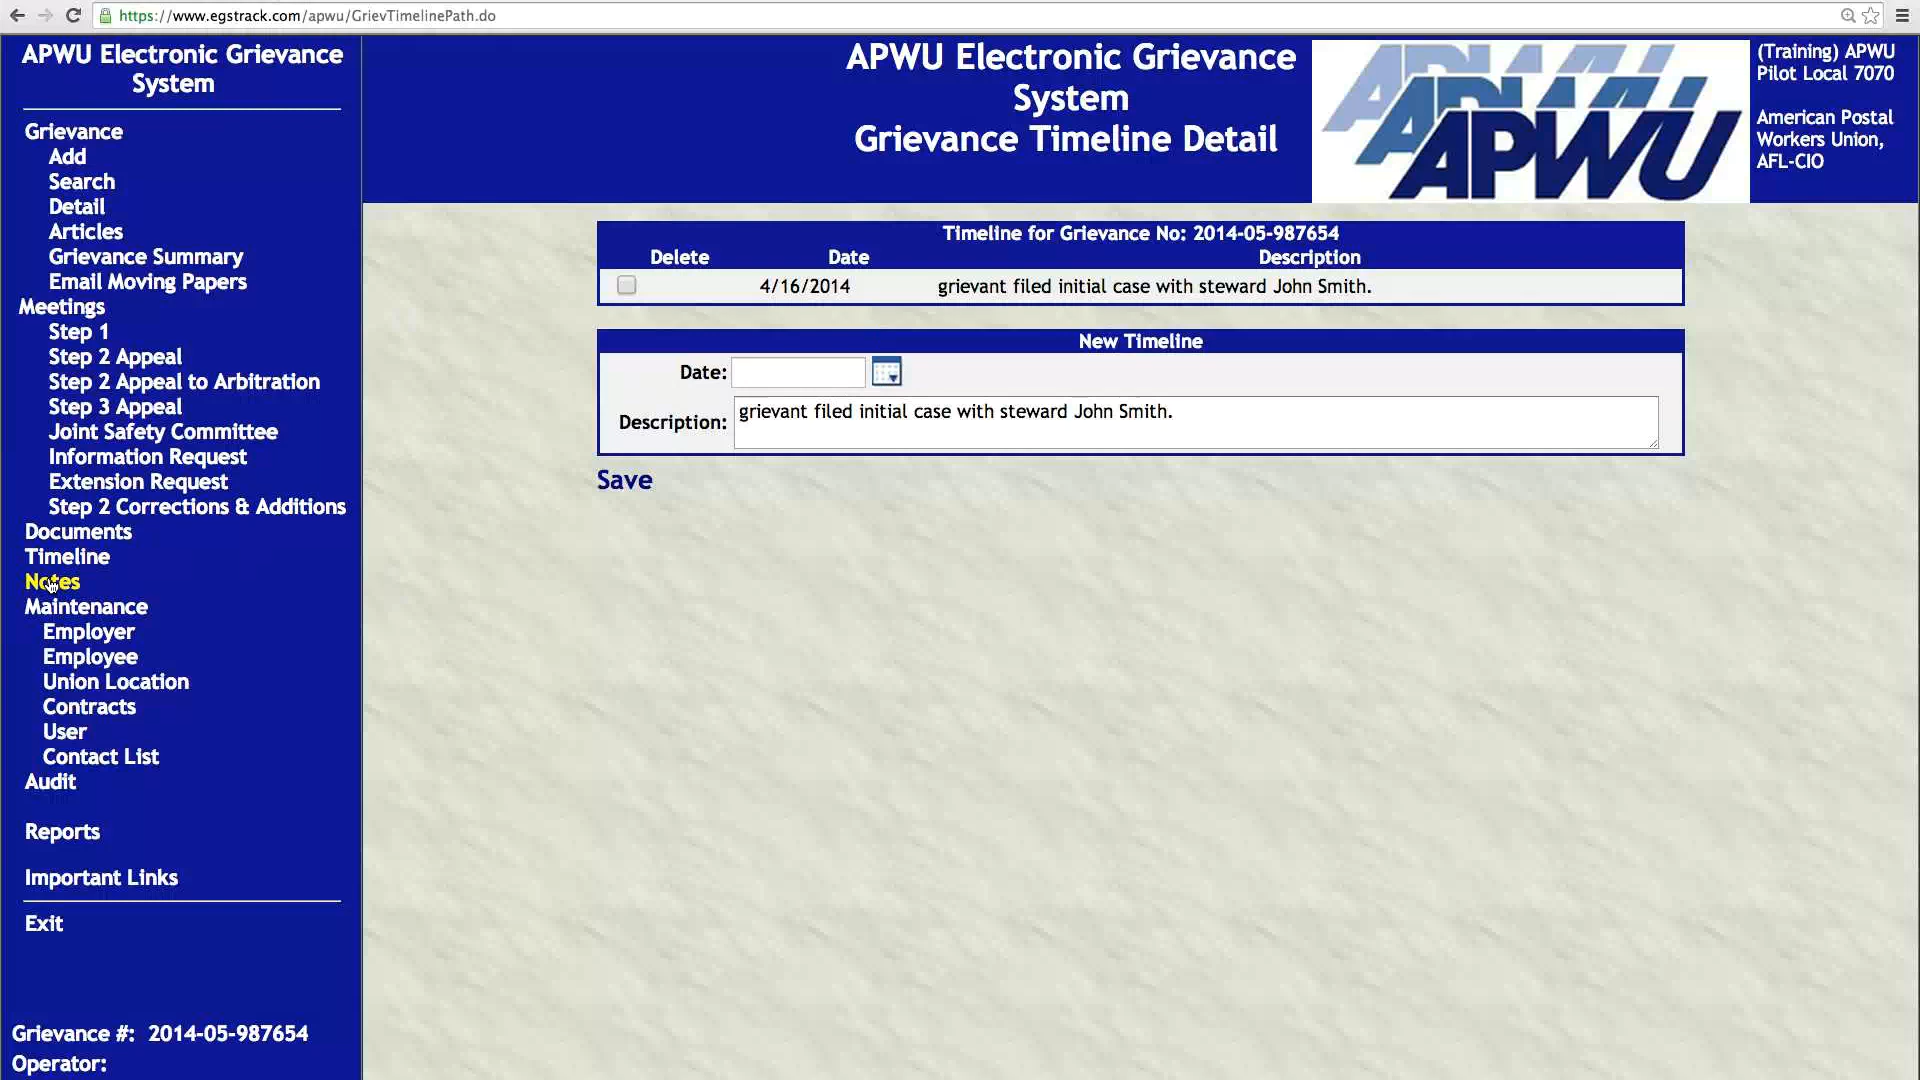 https://www.egstrack.com/apwu/GrievTimelinePath.do
APWU Electronic Grievance
System
Grievance
Add
Search
Detail
Articles
Grievance Summary
Email Moving Papers
Meetings
Step 1
Step 2 Appeal
Step 2 Appeal to Arbitration
Step 3 Appeal
Joint Safety Committee
Information Request
Extension Request
Step 2 Corrections & Additions
Documents
Timeline
Notes
Maintenance
Employer
Employee
Union Location
Contracts
User
Contact List
Audit
Reports
Important Links
Exit
Grievance #: 2014-05-987654
Operator:
APWU Electronic Grievance
System
Grievance Timeline Detail
APWU
(Training) APWU
Pilot Local 7070
American Postal
Workers Union,
AFL-CIO
Timeline for Grievance No: 2014-05-987654
Delete Date Description
4/16/2014 grievant filed initial case with steward John Smith.
New Timeline
Date:
Description: grievant filed initial case with steward John Smith.
Save